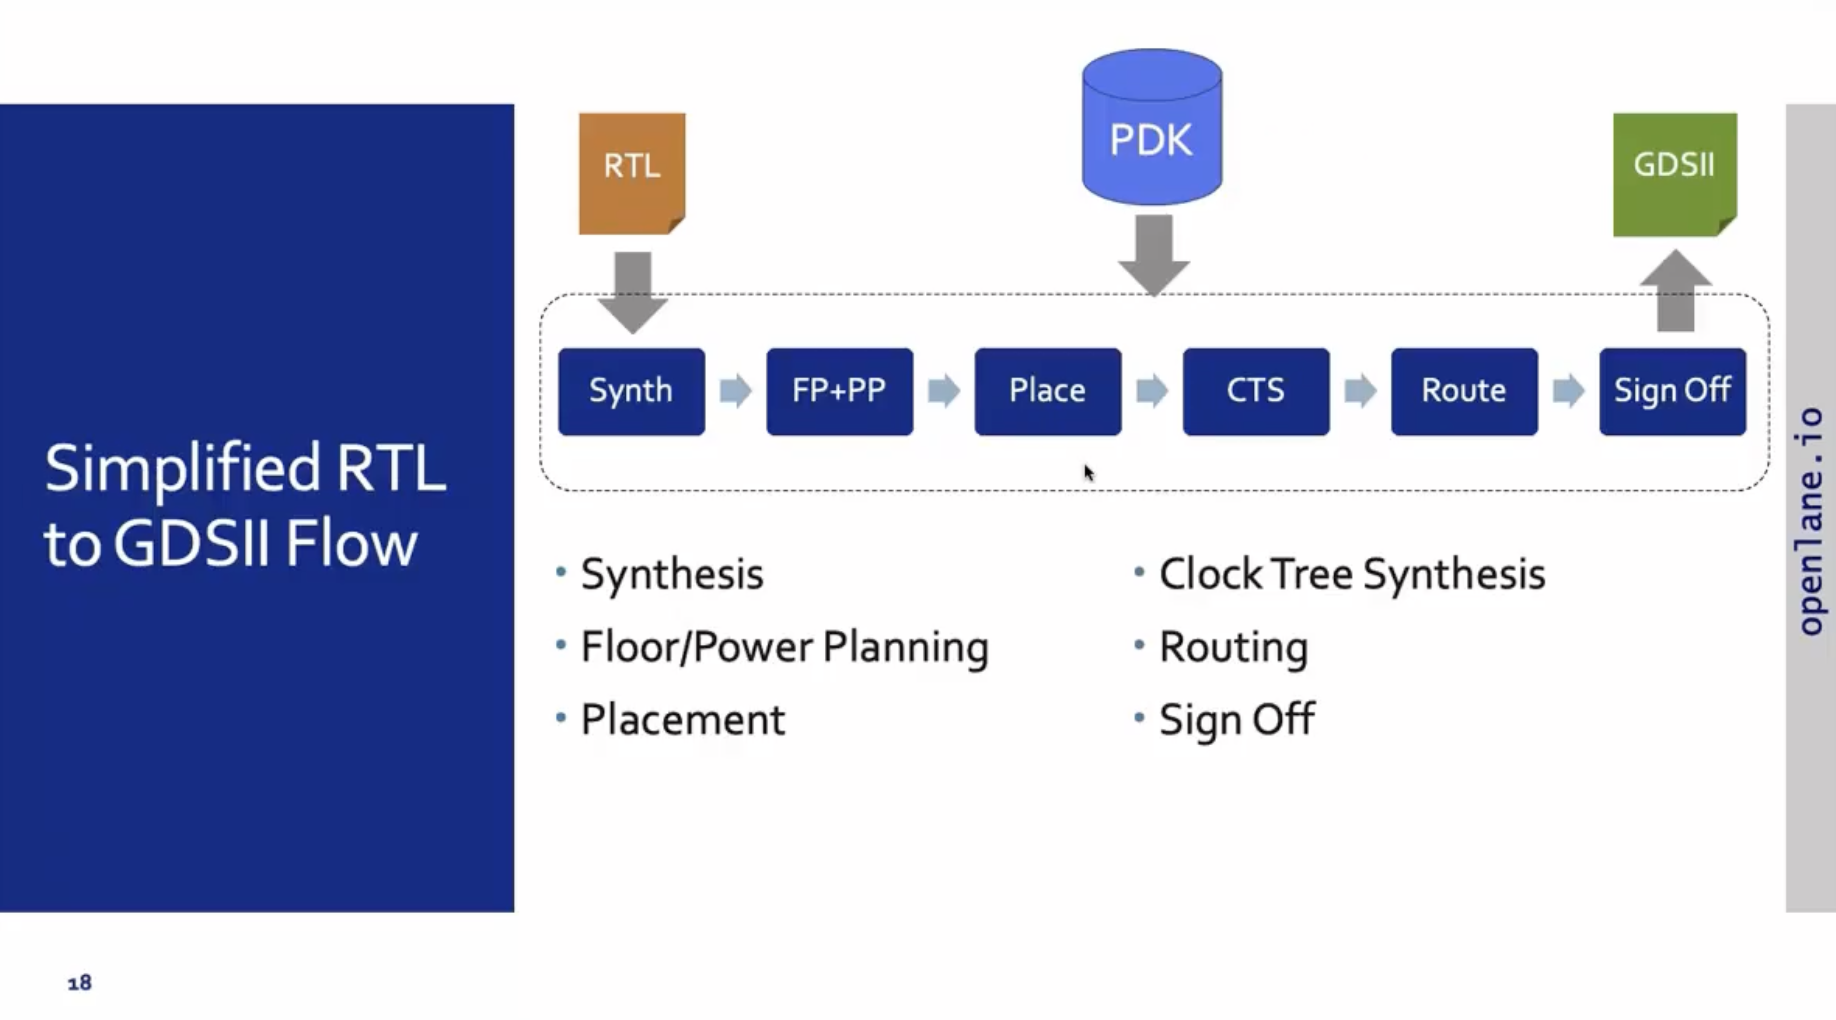 PDK
RTL
GDSII
Synth
FP+PP
Place
CTS
Route
Sign Off
Simplified RTL
to GDSII Flow
• Synthesis
• Floor/Power Planning
• Placement
• Clock Tree Synthesis
• Routing
• Sign Off
openlane.io
18